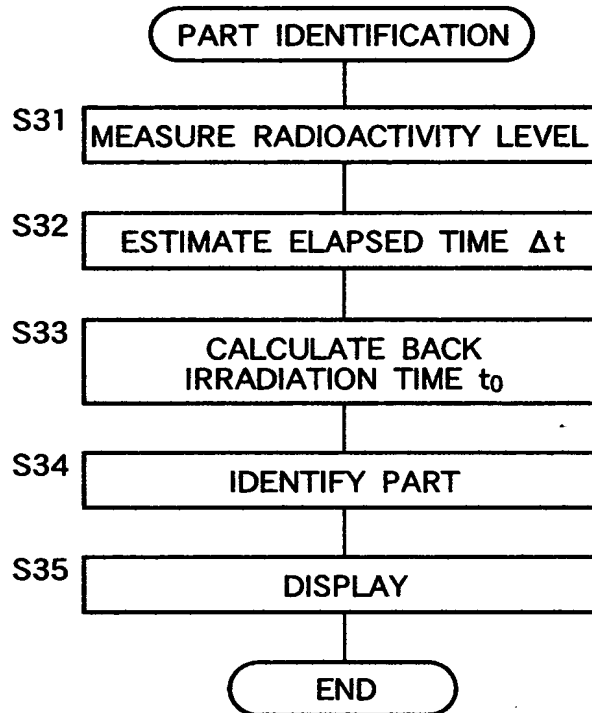 PART IDENTIFICATION
S31
MEASURE RADIOACTIVITY LEVEL
S32
ESTIMATE ELAPSED TIME Δt
S33
CALCULATE BACK
IRRADIATION TIME t₀
S34
IDENTIFY PART
S35
DISPLAY
END